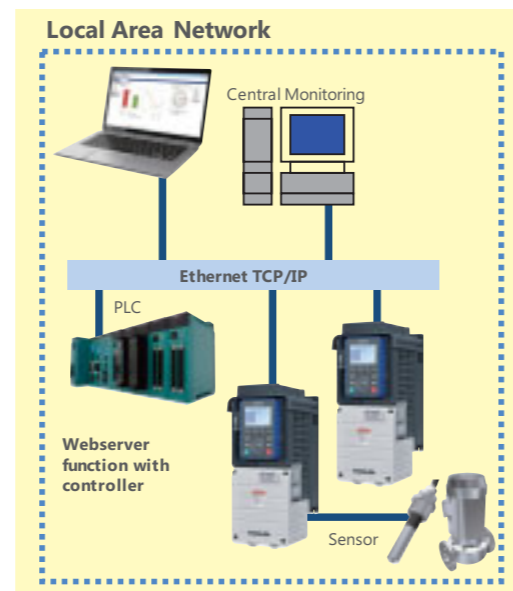 Local Area Network
Central Monitoring
Ethernet TCP/IP
PLC
Webserver
function with
controller
Sensor